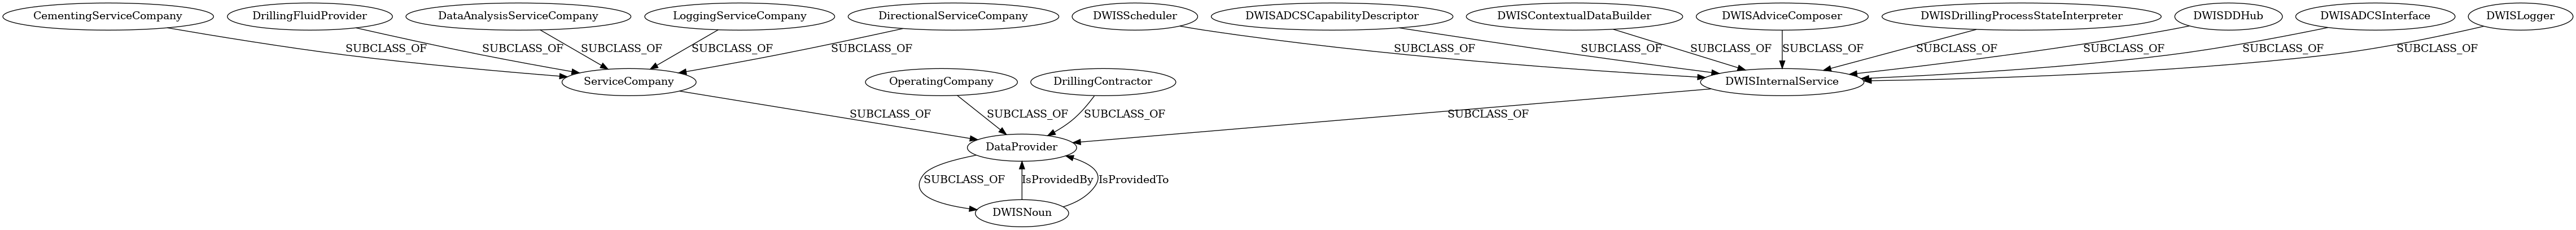 CementingServiceCompany
DrillingFluidProvider
DataAnalysisServiceCompany
LoggingServiceCompany
DirectionalServiceCompany
DWISScheduler
DWISADCSCapabilityDescriptor
DWISContextualDataBuilder
DWISAdviceComposer
DWISDrillingProcessStateInterpreter
DWISDDHub
DWISADCSInterface
DWISLogger
SUBCLASS_OF
SUBCLASS_OF
SUBCLASS_OF
SUBCLASS_OF
SUBCLASS_OF
SUBCLASS_OF
SUBCLASS_OF
SUBCLASS_OF
SUBCLASS_OF
SUBCLASS_OF
SUBCLASS_OF
SUBCLASS_OF
SUBCLASS_OF
ServiceCompany
OperatingCompany
DrillingContractor
DWISInternalService
SUBCLASS_OF
SUBCLASS_OF
SUBCLASS_OF
SUBCLASS_OF
DataProvider
SUBCLASS_OF
IsProvidedBy
IsProvidedTo
DWISNoun